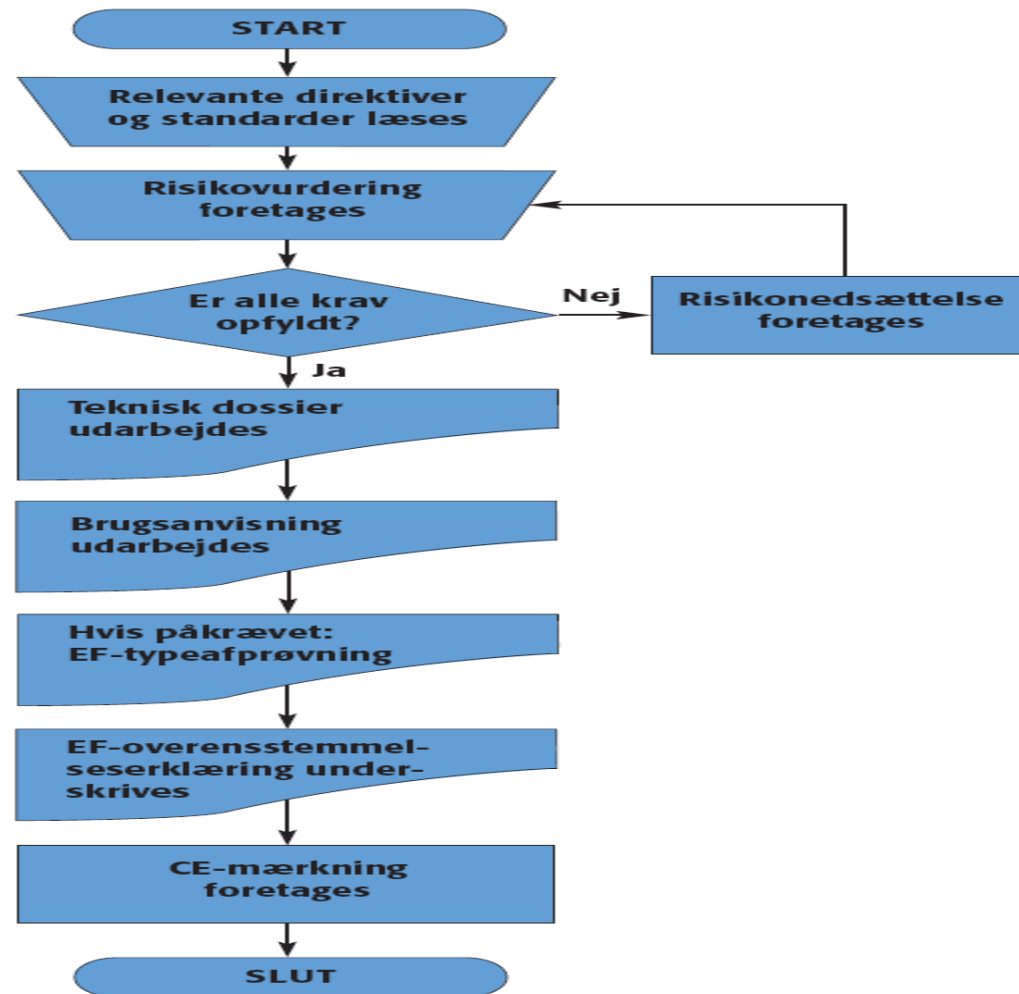 START
Relevante direktiver
og standarder læses
Risikovurdering
foretages
Er alle krav
opfyldt?
Nej
Risikonedsættelse
foretages
Ja
Teknisk dossier
udarbejdes
Brugsanvisning
udarbejdes
Hvis påkrævet:
EF-typeafprøvning
EF-overensstemmel-
seserklæring under-
skrives
CE-mærkning
foretages
SLUT